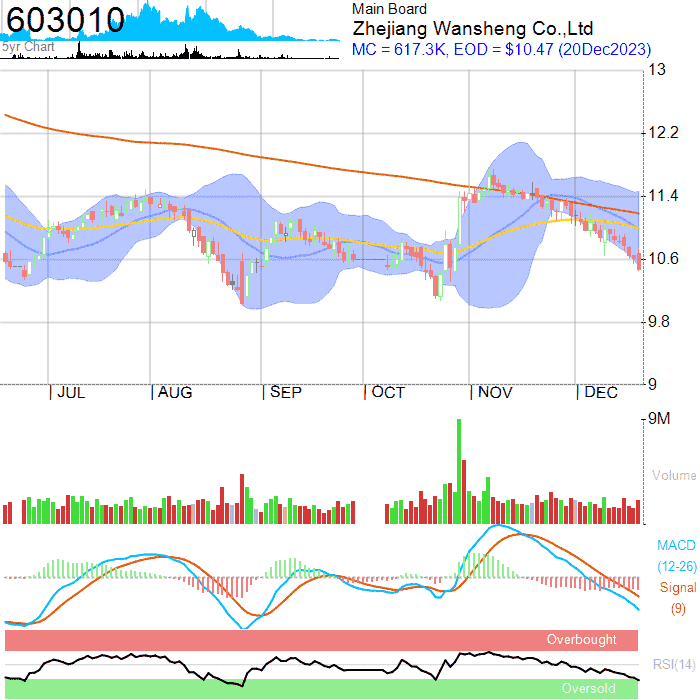 603010
5yr Chart
Main Board
Zhejiang Wansheng Co.,Ltd
MC = 617.3K, EOD = $10.47 (20Dec2023)
13
12.2
11.4
10.6
9.8
9
| JUL | AUG | SEP | OCT | NOV | DEC
9M
Volume
MACD
(12-26)
Signal
(9)
Overbought
RSI(14)
Oversold